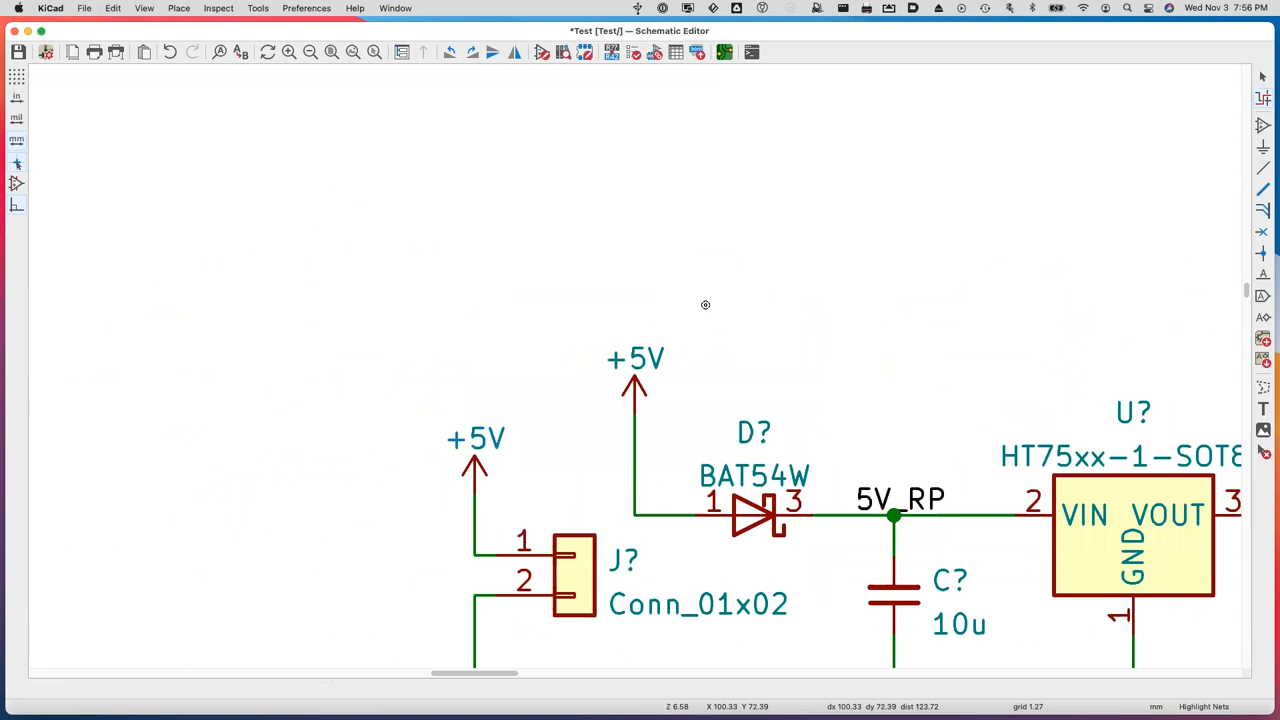 KiCad File Edit View Place Inspect Tools Preferences Help Window Wed Nov 3 7:56 PM
*Test [Test/] — Schematic Editor
in
mil
mm
+5V
+5V
D?
BAT54W
1
3
5V_RP
U?
HT75xx-1-SOT8
2
VIN
VOUT
3
GND
1
1
2
J?
Conn_01x02
C?
10u
Z 6.58 X 100.33 Y 72.39 dx 100.33 dy 72.39 dist 123.72 grid 1.27 mm Highlight Nets